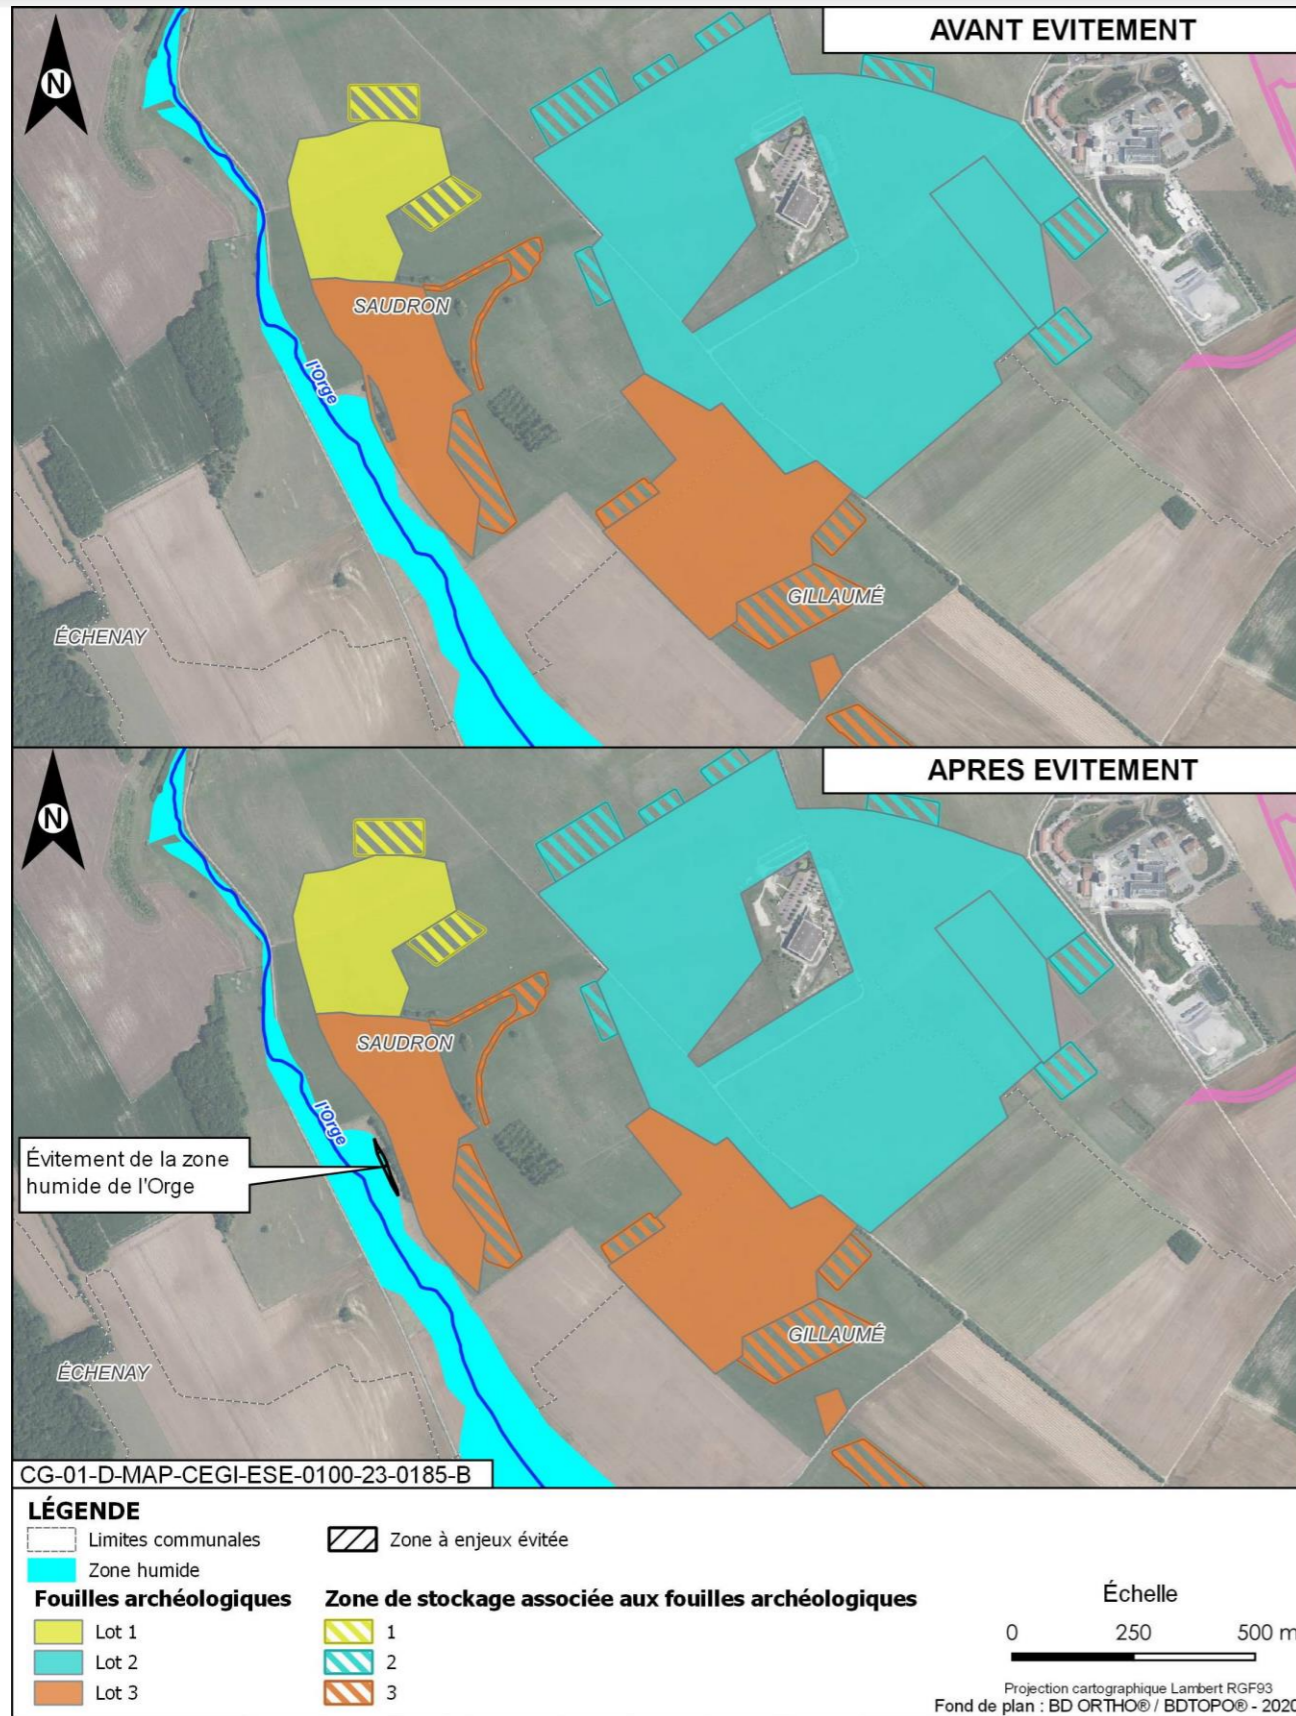 AVANT EVITEMENT
N
SAUDRON
l'Orge
GILLAUMÉ
ÉCHENAY
APRES EVITEMENT
N
SAUDRON
l'Orge
Évitement de la zone
humide de l'Orge
GILLAUMÉ
ÉCHENAY
CG-01-D-MAP-CEGI-ESE-0100-23-0185-B
LÉGENDE
Limites communales
Zone à enjeux évitée
Zone humide
Fouilles archéologiques
Zone de stockage associée aux fouilles archéologiques
Échelle
Lot 1
1
0 250 500 m
Lot 2
2
Lot 3
3
Projection cartographique Lambert RGF93
Fond de plan : BD ORTHO® / BDTOPO® - 2020